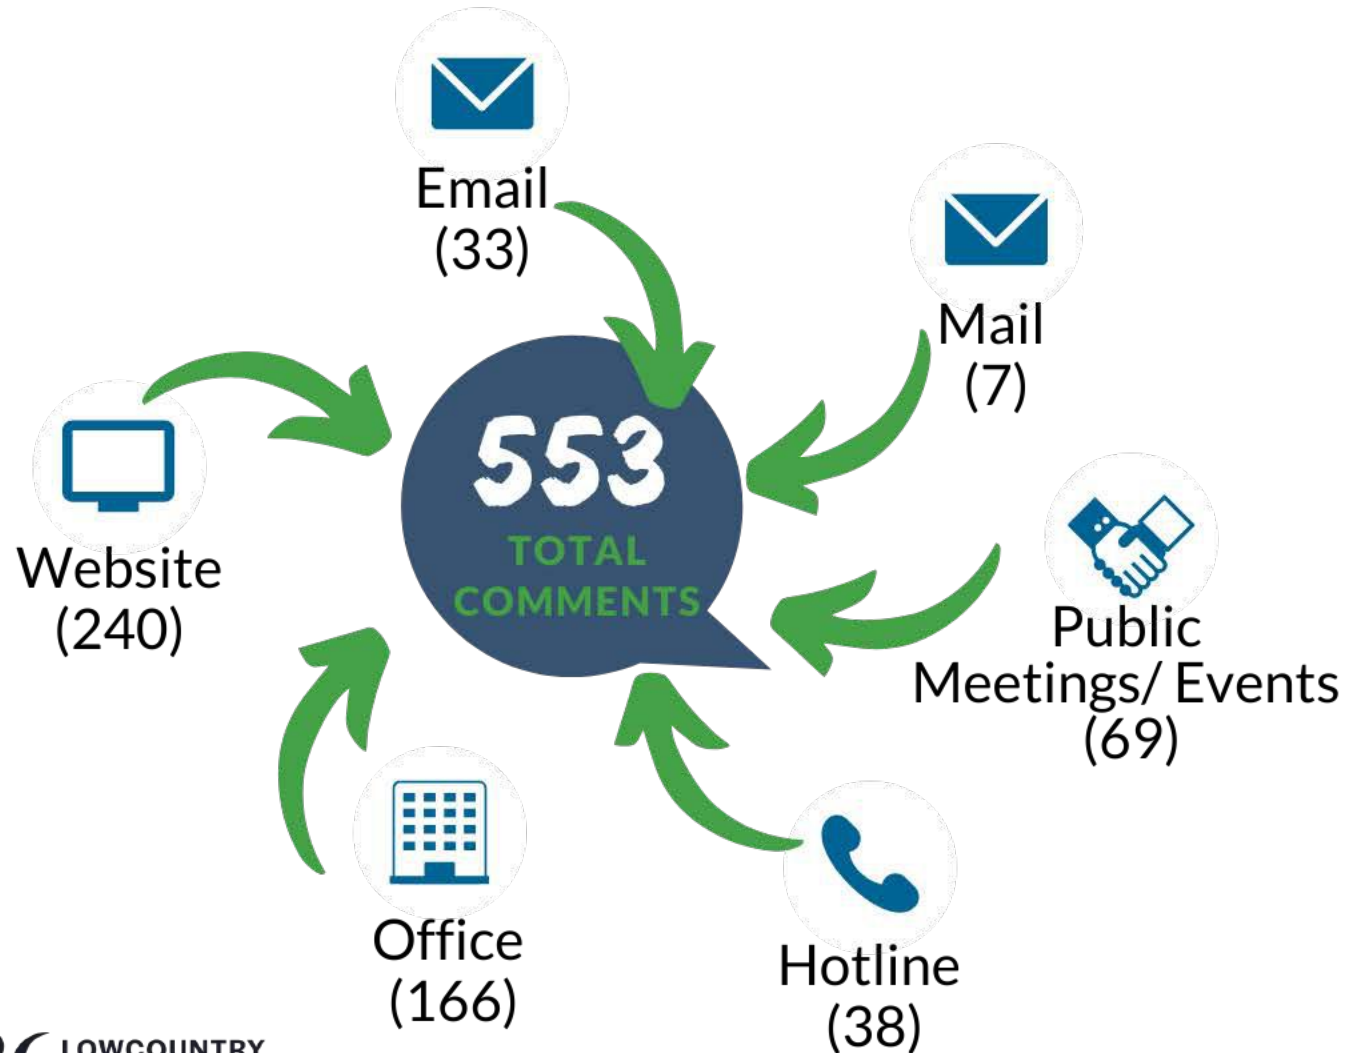 Email
(33)
Mail
(7)
553
TOTAL
COMMENTS
Website
(240)
Public
Meetings/ Events
(69)
Office
(166)
Hotline
(38)
LOWCOUNTRY